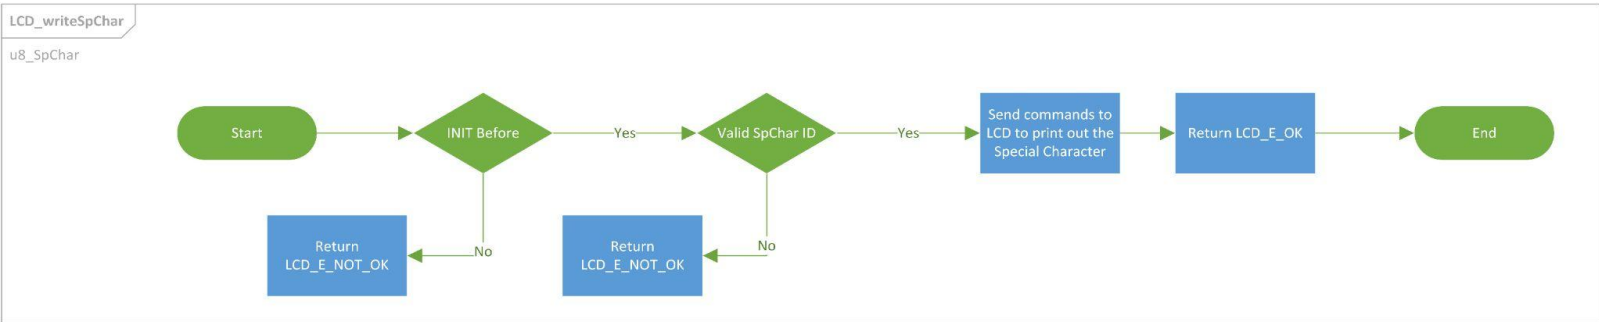 LCD_writeSpChar
u8_SpChar
Start
INIT Before
Yes
Valid SpChar ID
Yes
Send commands to
LCD to print out the
Special Character
Return LCD_E_OK
End
Return
LCD_E_NOT_OK
No
Return
LCD_E_NOT_OK
No